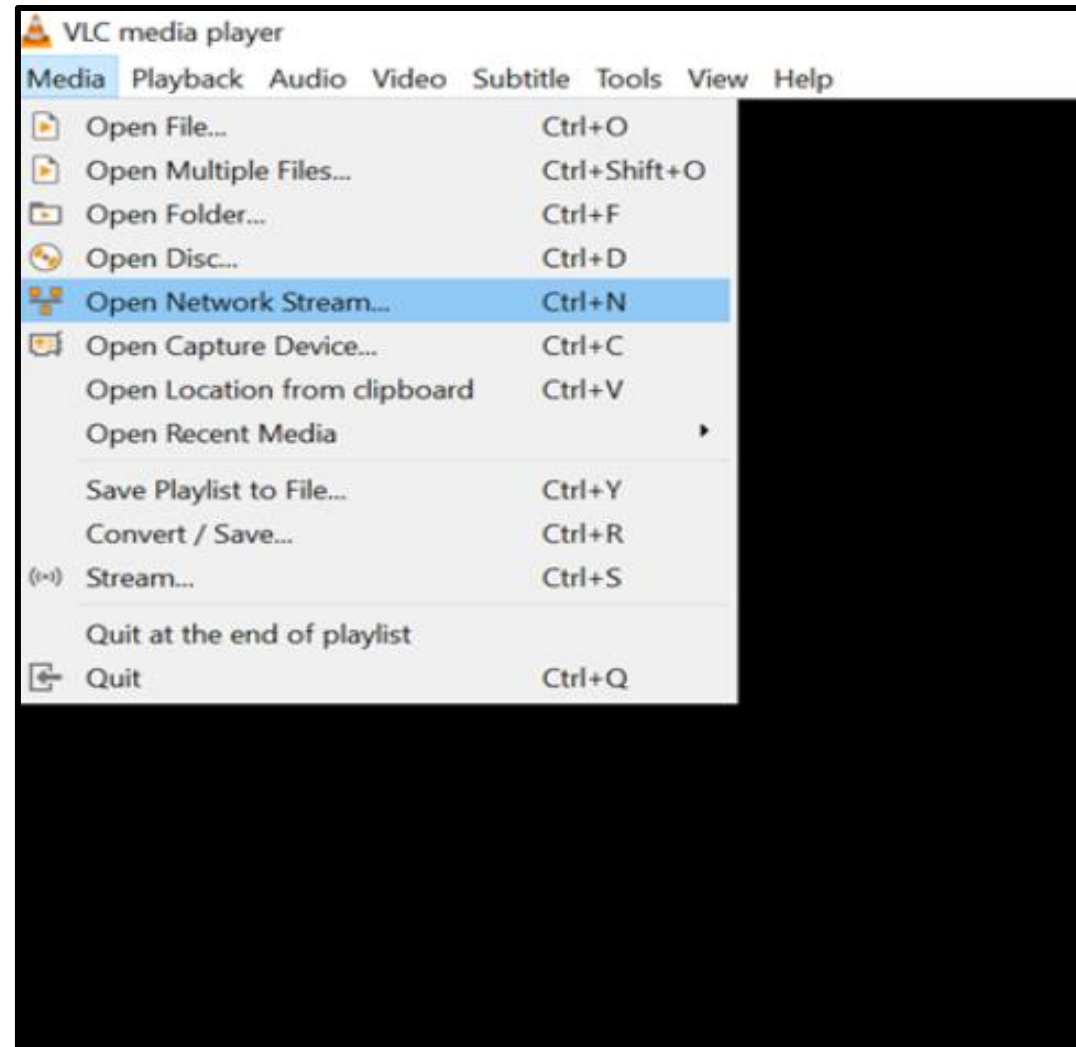 VLC media player
Media Playback Audio Video Subtitle Tools View Help
Open File... Ctrl+O
Open Multiple Files... Ctrl+Shift+O
Open Folder... Ctrl+F
Open Disc... Ctrl+D
Open Network Stream... Ctrl+N
Open Capture Device... Ctrl+C
Open Location from clipboard Ctrl+V
Open Recent Media
Save Playlist to File... Ctrl+Y
Convert / Save... Ctrl+R
Stream... Ctrl+S
Quit at the end of playlist
Quit Ctrl+Q